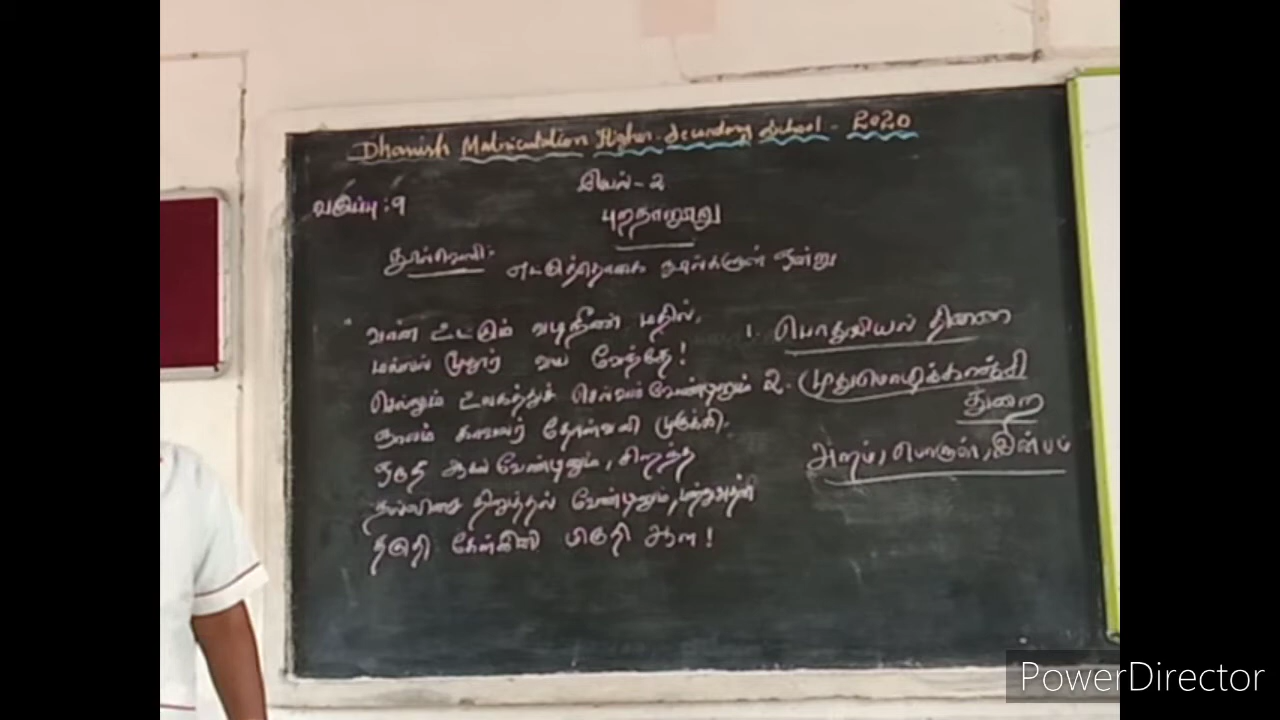 Dhanish Matriculation Higher Secondary School - 2020
இயல் - 2
வகுப்பு : 9
புறநானூறு
நூல்வெளி:- எட்டுத்தொகை நூல்களுள் ஒன்று
வான் உட்கும் வடிநீண் மதில்,
மல்லல் மூதூர் வய வேந்தே!
செல்லும் உலகத்துச் செல்வம் வேண்டினும்
ஞாலம் காவலர் தோள்வலி முருக்கி,
ஒருநீ ஆகல் வேண்டினும், சிறந்த
நல்லிசை நிறுத்தல் வேண்டினும், மற்றதன்
தகுதி கேள்இனி மிகுதி ஆள!
1. பொதுவியல் திணை
2. முதுமொழிக்காஞ்சி
துறை
அறம், பொருள், இன்பம்
PowerDirector